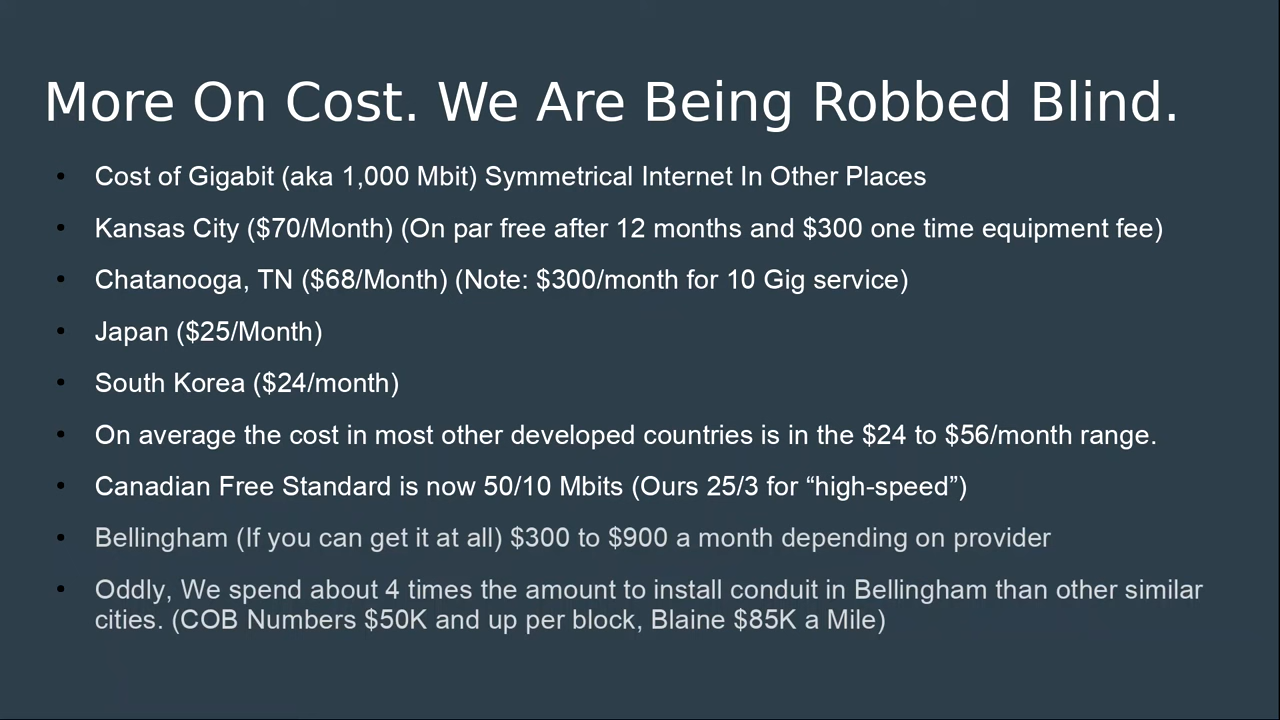 More On Cost. We Are Being Robbed Blind.
• Cost of Gigabit (aka 1,000 Mbit) Symmetrical Internet In Other Places
• Kansas City ($70/Month) (On par free after 12 months and $300 one time equipment fee)
• Chatanooga, TN ($68/Month) (Note: $300/month for 10 Gig service)
• Japan ($25/Month)
• South Korea ($24/month)
• On average the cost in most other developed countries is in the $24 to $56/month range.
• Canadian Free Standard is now 50/10 Mbits (Ours 25/3 for “high-speed”)
• Bellingham (If you can get it at all) $300 to $900 a month depending on provider
• Oddly, We spend about 4 times the amount to install conduit in Bellingham than other similar
cities. (COB Numbers $50K and up per block, Blaine $85K a Mile)